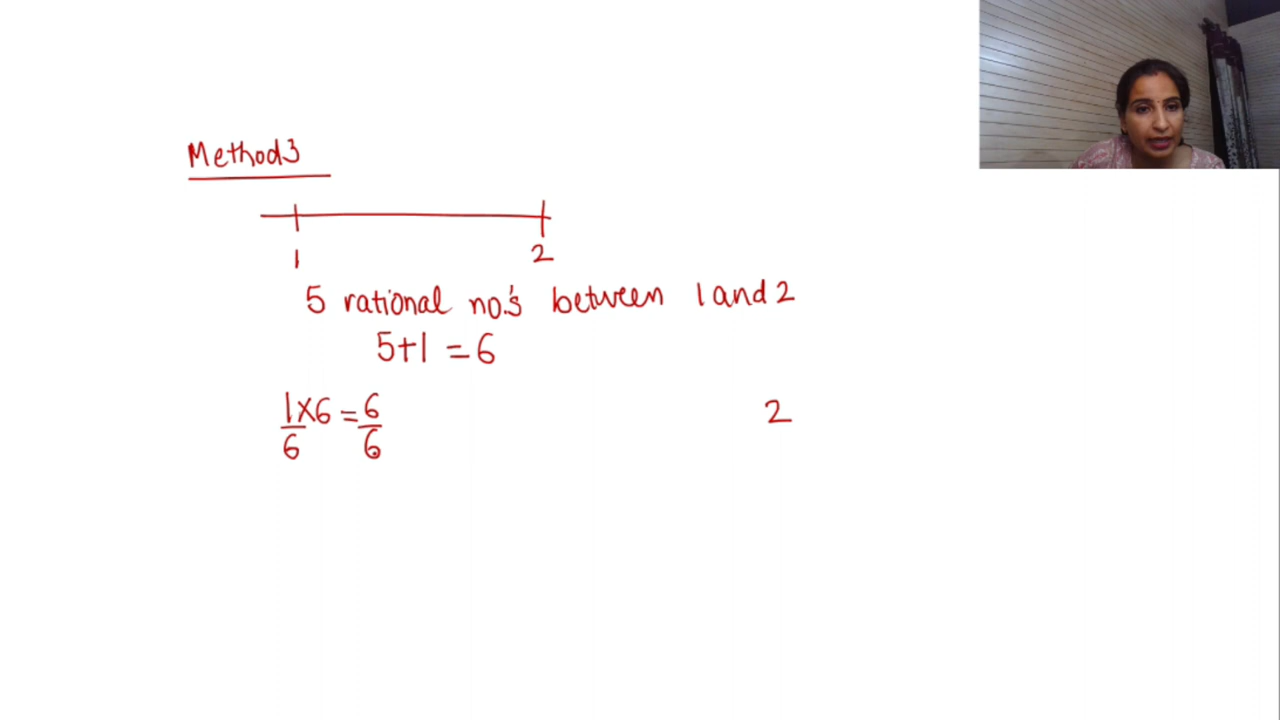 Method3
1 2
5 rational no.'s between 1 and 2
5+1 = 6
1×6/6 = 6/6 2